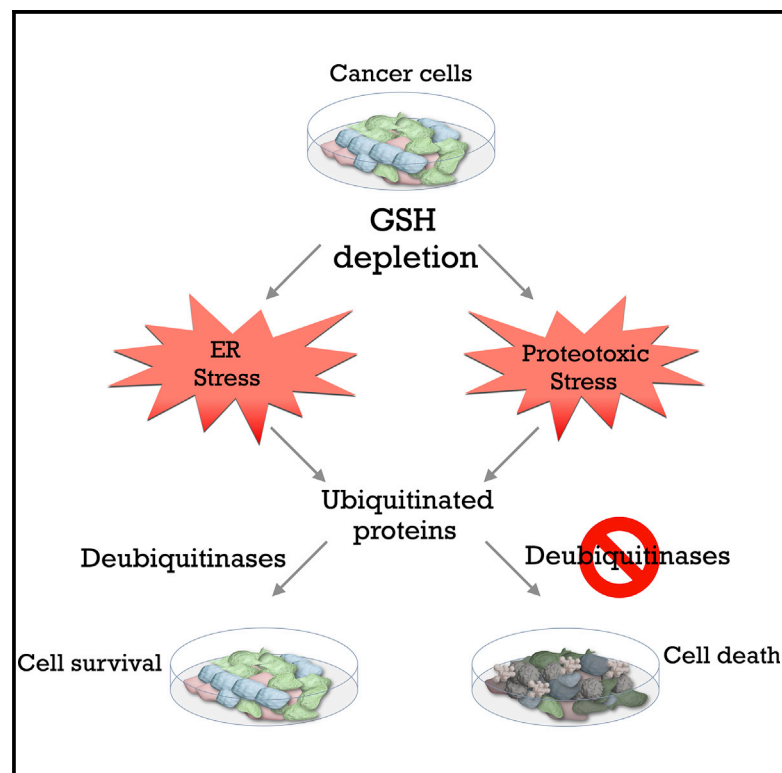 Cancer cells
GSH
depletion
ER
Stress
Proteotoxic
Stress
Ubiquitinated
proteins
Deubiquitinases
Deubiquitinases
Cell survival
Cell death